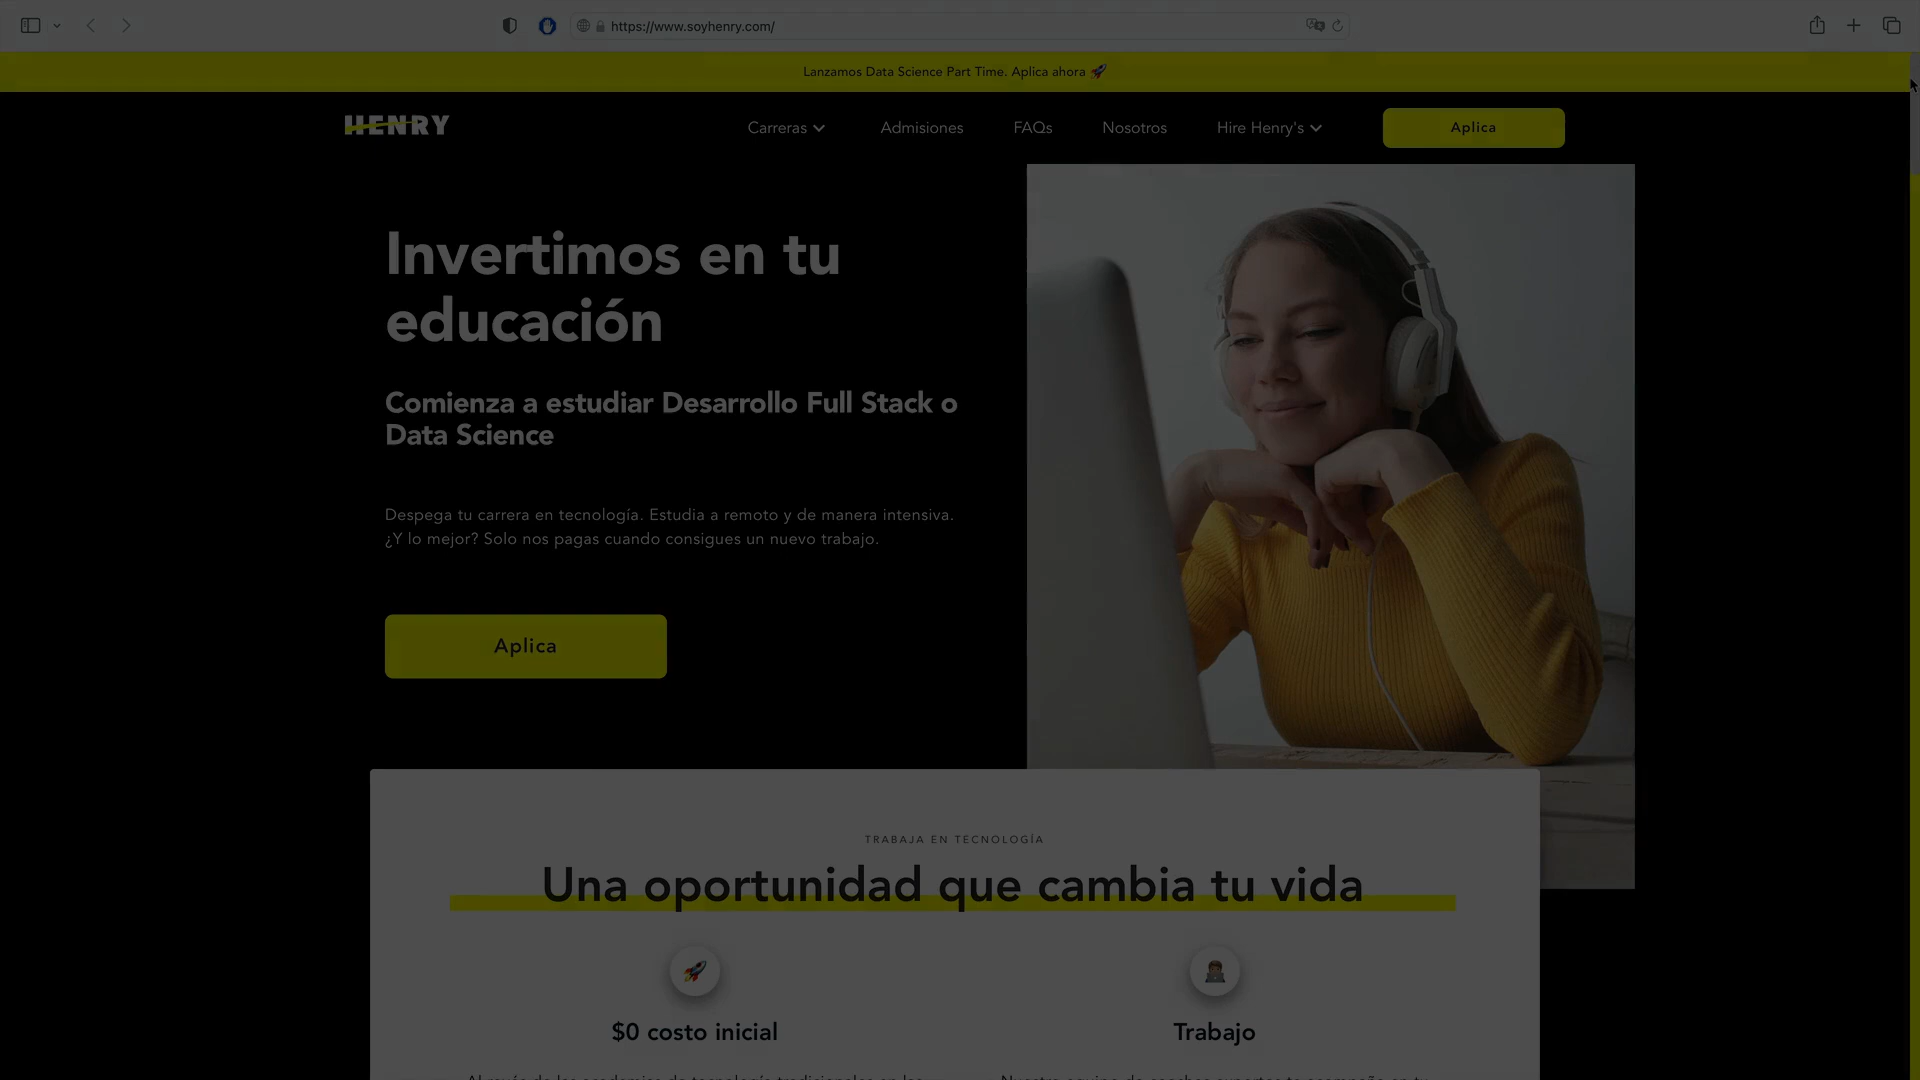 https://www.soyhenry.com/
Lanzamos Data Science Part Time. Aplica ahora 🚀
HENRY
Carreras
Admisiones
FAQs
Nosotros
Hire Henry's
Aplica
Invertimos en tu
educación
Comienza a estudiar Desarrollo Full Stack o
Data Science
Despega tu carrera en tecnología. Estudia a remoto y de manera intensiva.
¿Y lo mejor? Solo nos pagas cuando consigues un nuevo trabajo.
Aplica
TRABAJA EN TECNOLOGÍA
Una oportunidad que cambia tu vida
$0 costo inicial
Trabajo